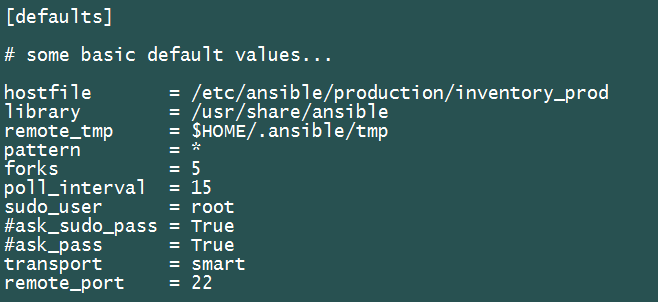 [defaults]
# some basic default values...
hostfile       = /etc/ansible/production/inventory_prod
library        = /usr/share/ansible
remote_tmp     = $HOME/.ansible/tmp
pattern        = *
forks          = 5
poll_interval  = 15
sudo_user      = root
#ask_sudo_pass = True
#ask_pass      = True
transport      = smart
remote_port    = 22